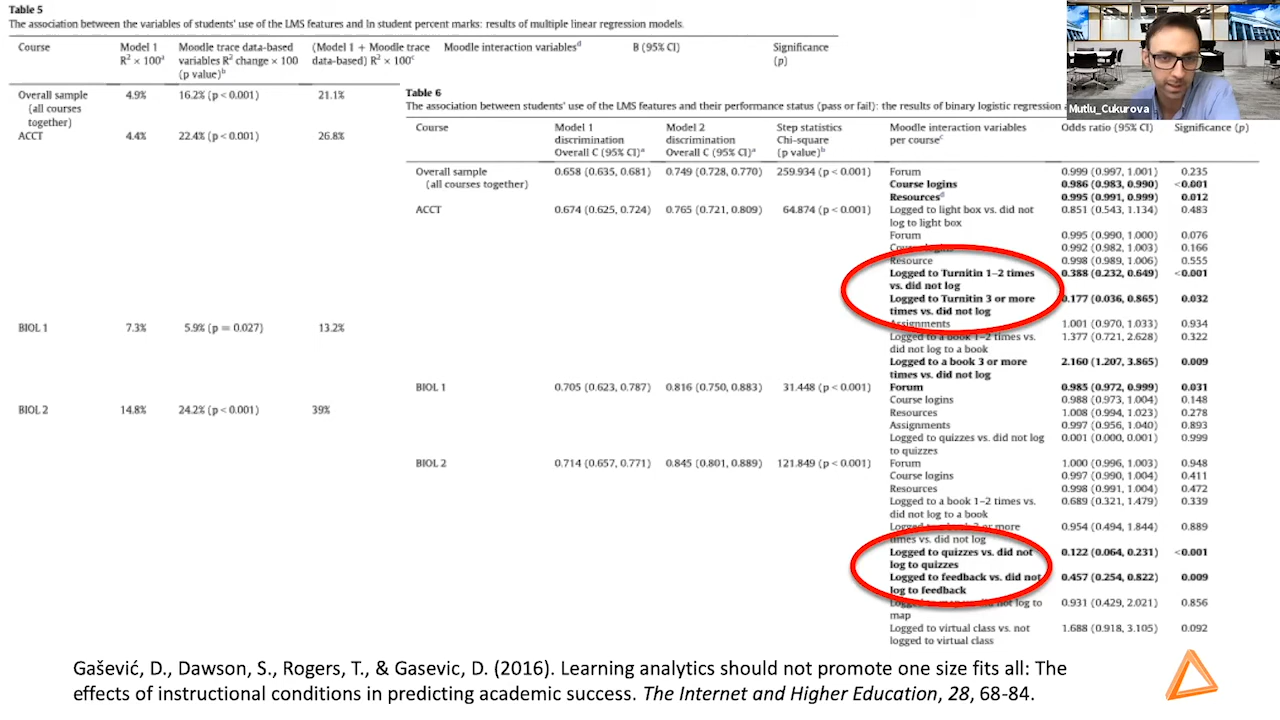 Table 5
The association between the variables of students' use of the LMS features and ln student percent marks: results of multiple linear regression models.
Course Model 1 Moodle trace data-based (Model 1 + Moodle trace Moodle interaction variablesᵈ B (95% CI) Significance
R² × 100ᵃ variables R² change × 100 data-based) R² × 100ᶜ (p)
(p value)ᵇ
Overall sample 4.9% 16.2% (p < 0.001) 21.1%
(all courses
together)
ACCT 4.4% 22.4% (p < 0.001) 26.8%
BIOL 1 7.3% 5.9% (p = 0.027) 13.2%
BIOL 2 14.8% 24.2% (p < 0.001) 39%
Table 6
The association between students' use of the LMS features and their performance status (pass or fail): the results of binary logistic regression
Course Model 1 Model 2 Step statistics Moodle interaction variables Odds ratio (95% CI) Significance (p)
discrimination discrimination Chi-square per courseᶜ
Overall C (95% CI)ᵃ Overall C (95% CI)ᵃ (p value)ᵇ
Overall sample 0.658 (0.635, 0.681) 0.749 (0.728, 0.770) 259.934 (p < 0.001) Forum 0.999 (0.997, 1.001) 0.235
(all courses together) Course logins 0.986 (0.983, 0.990) <0.001
Resourcesᵈ 0.995 (0.991, 0.999) 0.012
ACCT 0.674 (0.625, 0.724) 0.765 (0.721, 0.809) 64.874 (p < 0.001) Logged to light box vs. did not 0.851 (0.543, 1.134) 0.483
log to light box
Forum 0.995 (0.990, 1.000) 0.076
Course logins 0.992 (0.982, 1.003) 0.166
Resource 0.998 (0.989, 1.006) 0.555
Logged to Turnitin 1–2 times 0.388 (0.232, 0.649) <0.001
vs. did not log
Logged to Turnitin 3 or more 0.177 (0.036, 0.865) 0.032
times vs. did not log
Assignments 1.001 (0.970, 1.033) 0.934
Logged to a book 1–2 times vs. 1.377 (0.721, 2.628) 0.322
did not log to a book
Logged to a book 3 or more 2.160 (1.207, 3.865) 0.009
times vs. did not log
BIOL 1 0.705 (0.623, 0.787) 0.816 (0.750, 0.883) 31.448 (p < 0.001) Forum 0.985 (0.972, 0.999) 0.031
Course logins 0.988 (0.973, 1.004) 0.148
Resources 1.008 (0.994, 1.023) 0.278
Assignments 0.997 (0.956, 1.040) 0.893
Logged to quizzes vs. did not log 0.001 (0.000, 0.001) 0.999
to quizzes
BIOL 2 0.714 (0.657, 0.771) 0.845 (0.801, 0.889) 121.849 (p < 0.001) Forum 1.000 (0.996, 1.003) 0.948
Course logins 0.997 (0.990, 1.004) 0.411
Resources 0.998 (0.991, 1.004) 0.472
Logged to a book 1–2 times vs. 0.689 (0.321, 1.479) 0.339
did not log to a book
Logged or more 0.954 (0.494, 1.844) 0.889
times vs. did not log
Logged to quizzes vs. did not 0.122 (0.064, 0.231) <0.001
log to quizzes
Logged to feedback vs. did not 0.457 (0.254, 0.822) 0.009
log to feedback
not log to 0.931 (0.429, 2.021) 0.856
map
Logged to virtual class vs. not 1.688 (0.918, 3.105) 0.092
logged to virtual class
Mutlu_Cukurova
Gašević, D., Dawson, S., Rogers, T., & Gasevic, D. (2016). Learning analytics should not promote one size fits all: The
effects of instructional conditions in predicting academic success. The Internet and Higher Education, 28, 68-84.